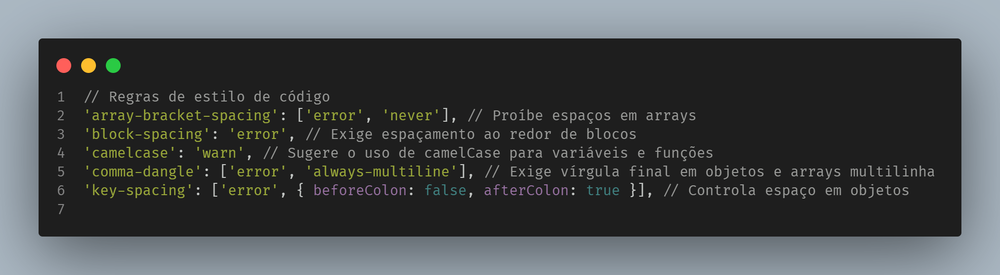 1 // Regras de estilo de código
2 'array-bracket-spacing': ['error', 'never'], // Proíbe espaços em arrays
3 'block-spacing': 'error', // Exige espaçamento ao redor de blocos
4 'camelcase': 'warn', // Sugere o uso de camelCase para variáveis e funções
5 'comma-dangle': ['error', 'always-multiline'], // Exige vírgula final em objetos e arrays multilinha
6 'key-spacing': ['error', { beforeColon: false, afterColon: true }], // Controla espaço em objetos
7